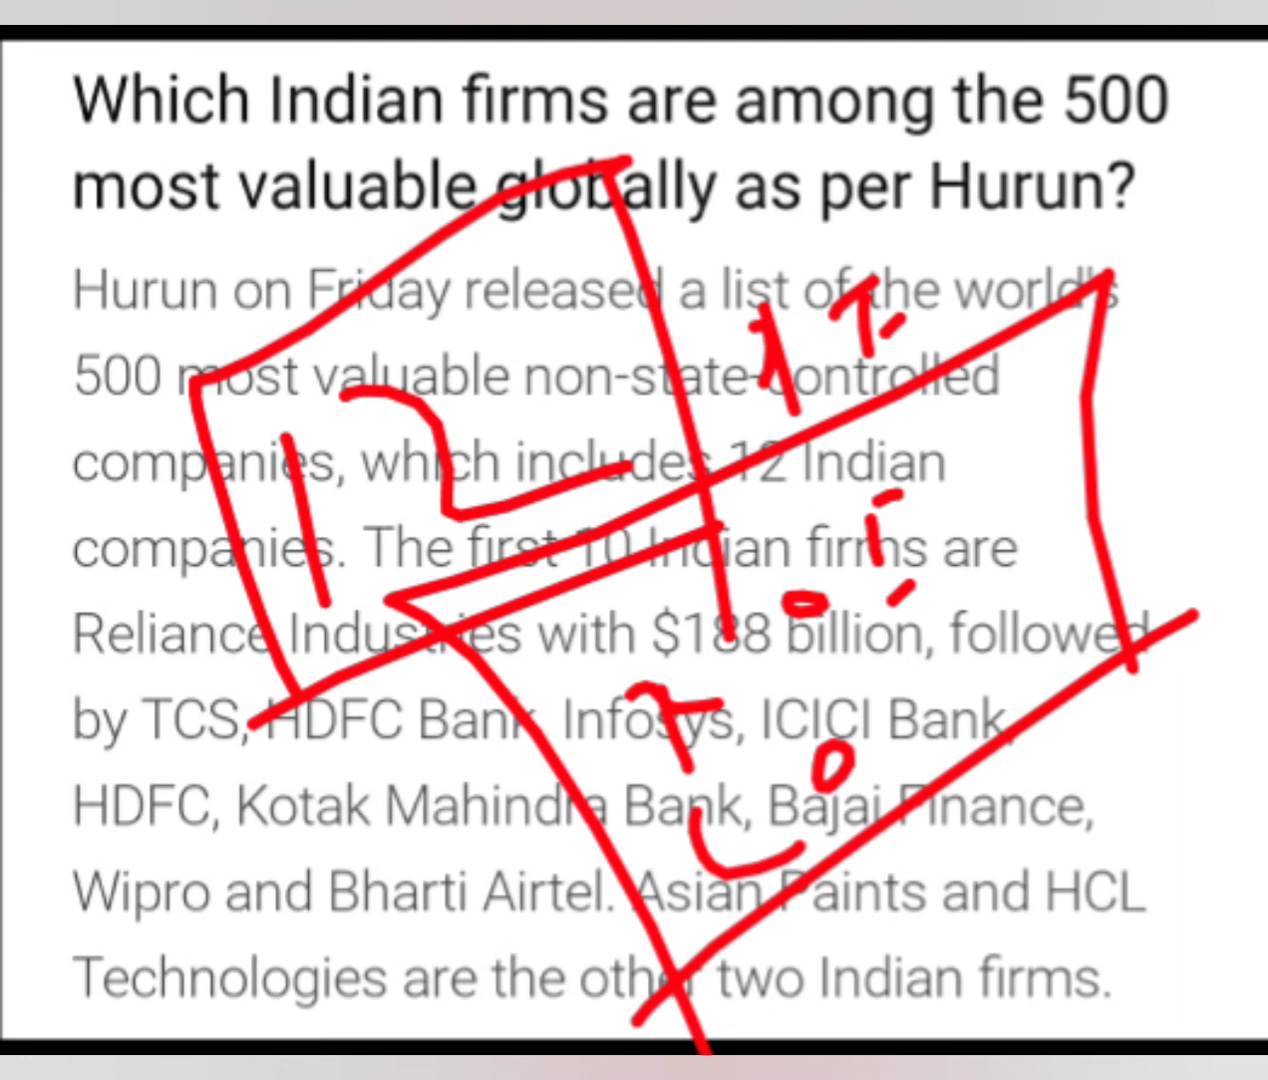 Which Indian firms are among the 500
most valuable globally as per Hurun?
Hurun on Friday released a list of the world's
500 most valuable non-state-controlled
companies, which includes 12 Indian
companies. The first 10 Indian firms are
Reliance Industries with $188 billion, followed
by TCS, HDFC Bank, Infosys, ICICI Bank,
HDFC, Kotak Mahindra Bank, Bajaj Finance,
Wipro and Bharti Airtel. Asian Paints and HCL
Technologies are the other two Indian firms.